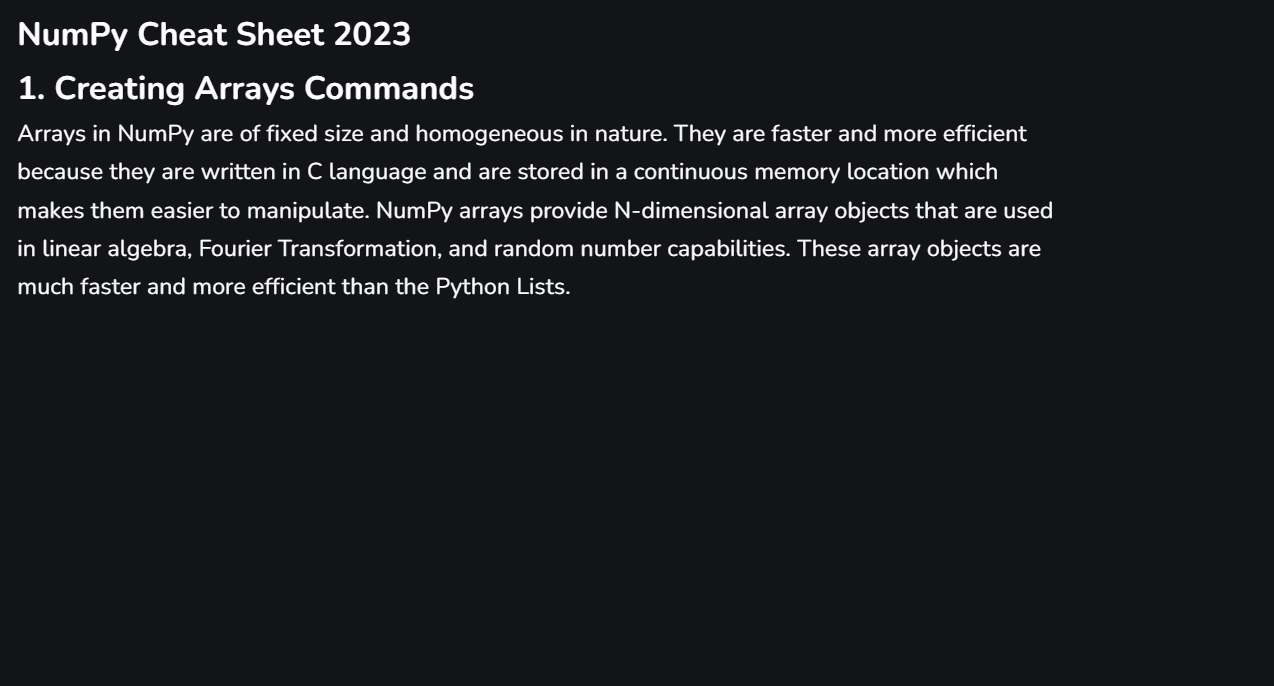 NumPy Cheat Sheet 2023
1. Creating Arrays Commands
Arrays in NumPy are of fixed size and homogeneous in nature. They are faster and more efficient
because they are written in C language and are stored in a continuous memory location which
makes them easier to manipulate. NumPy arrays provide N-dimensional array objects that are used
in linear algebra, Fourier Transformation, and random number capabilities. These array objects are
much faster and more efficient than the Python Lists.